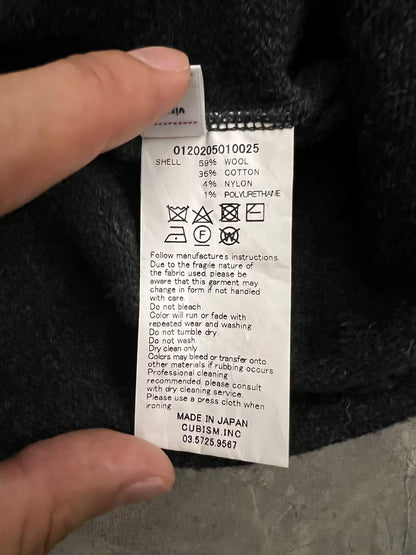 0120205010025
SHELL 59% WOOL
36% COTTON
4% NYLON
1% POLYURETHANE
Follow manufacture's instructions.
Due to the fragile nature of
the fabric used, please be
aware that this garment may
change in form if not handled
with care.
Do not bleach.
Color will run or fade with
repeated wear and washing
Do not tumble dry.
Do not wash.
Dry clean only
Colors may bleed or transfer onto
other materials if rubbing occurs
Professional cleaning
recommended, please consult
with dry cleaning service.
Please use a press cloth when
ironing.
MADE IN JAPAN
CUBISM.INC
03.5725.9567